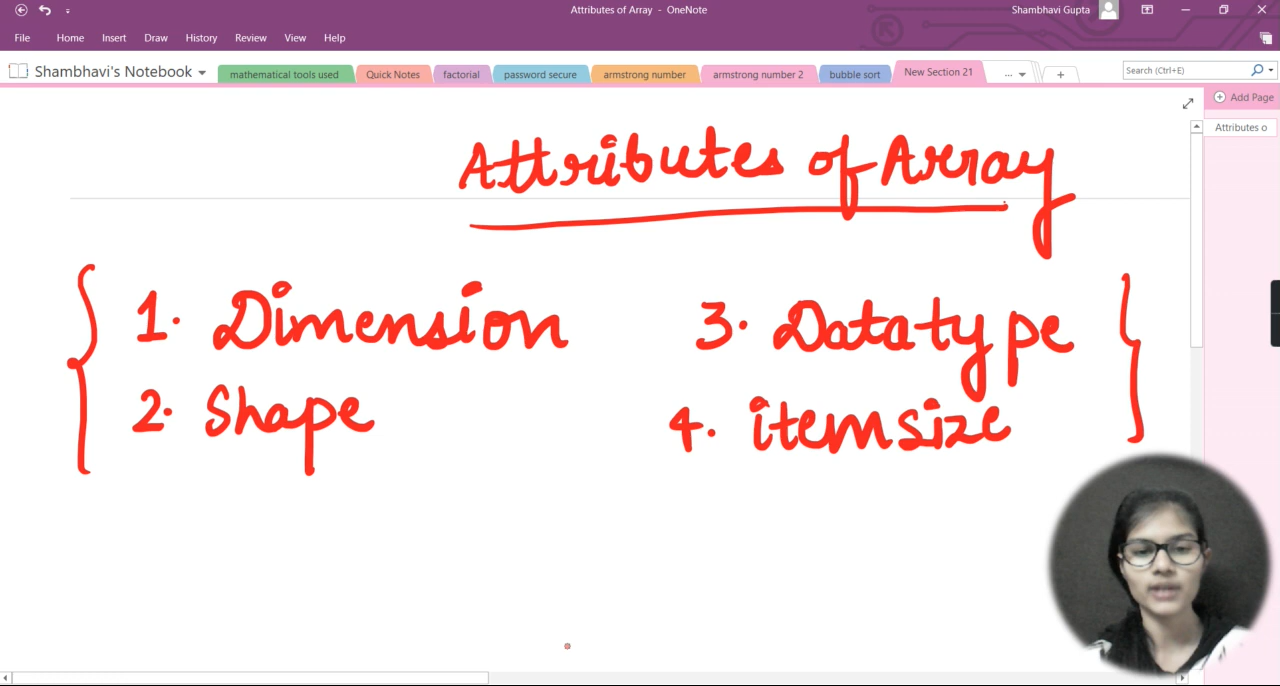 Attributes of Array - OneNote
Shambhavi Gupta
File Home Insert Draw History Review View Help
Shambhavi's Notebook
mathematical tools used
Quick Notes
factorial
password secure
armstrong number
armstrong number 2
bubble sort
New Section 21
...
+
Search (Ctrl+E)
Add Page
Attributes o
Attributes of Array
1. Dimension
3. Datatype
2. Shape
4. itemsize